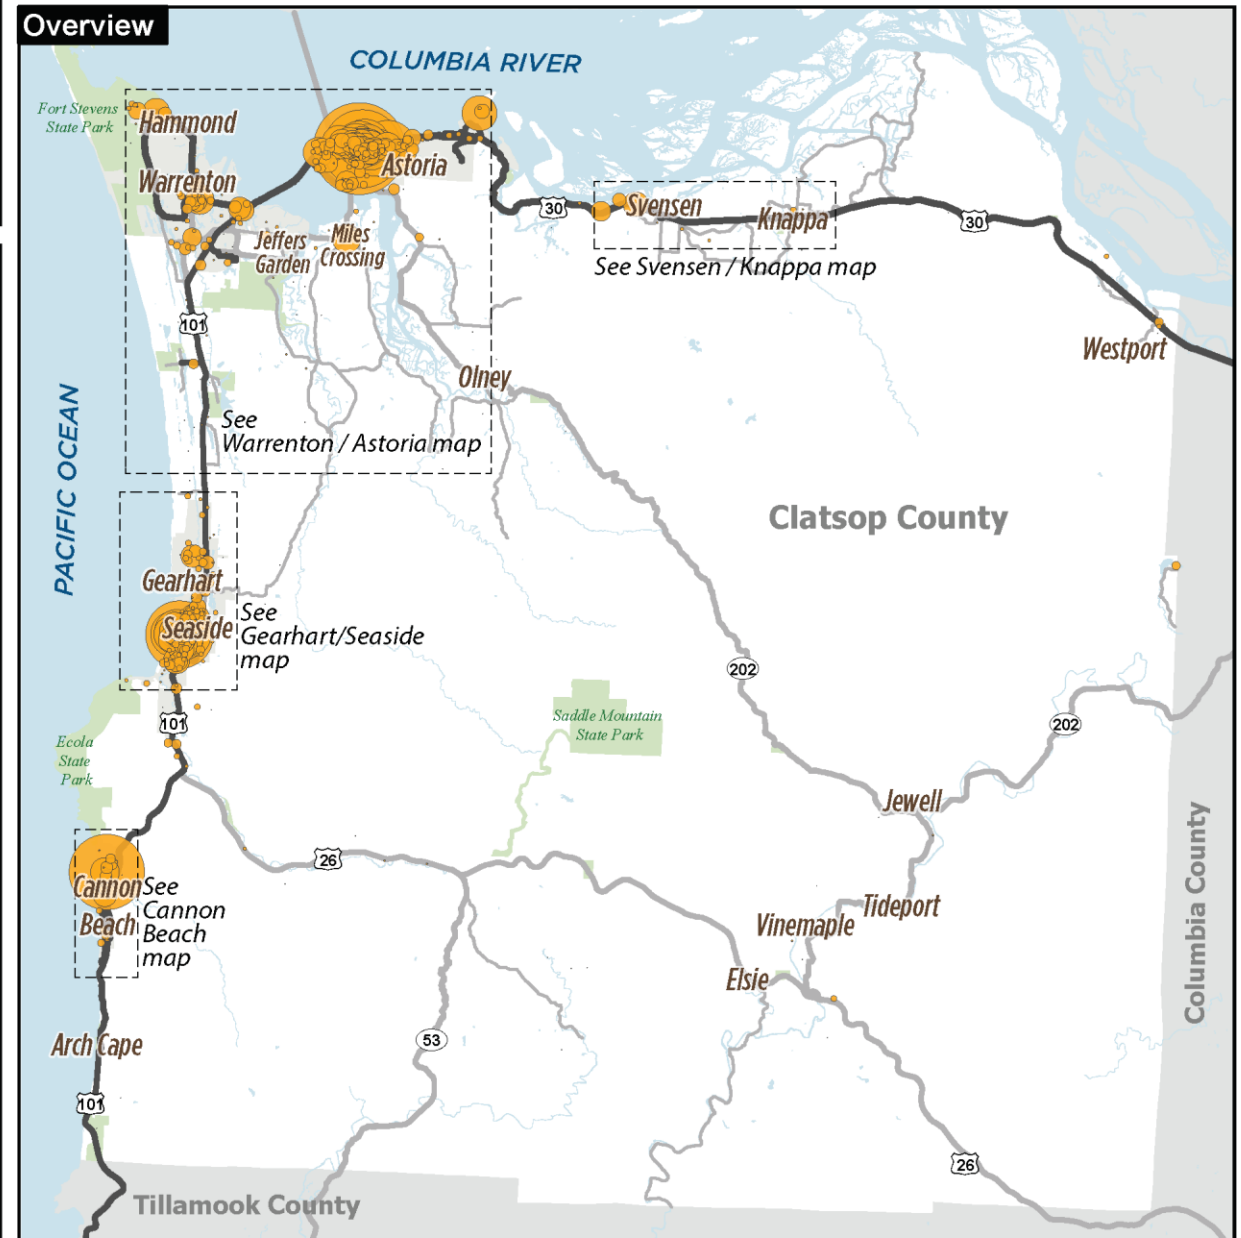 Overview
COLUMBIA RIVER
Fort Stevens
State Park
Hammond
Astoria
Warrenton
Svensen
Knappa
30
30
Jeffers
Garden
Miles
Crossing
See Svensen / Knappa map
101
Westport
Olney
See
Warrenton / Astoria map
PACIFIC OCEAN
Clatsop County
Gearhart
Seaside
See
Gearhart/Seaside
map
202
101
Saddle Mountain
State Park
202
Ecola
State
Park
Jewell
26
Cannon
Beach
See
Cannon
Beach
map
Tideport
Vinemaple
Columbia County
Elsie
53
Arch Cape
101
26
Tillamook County